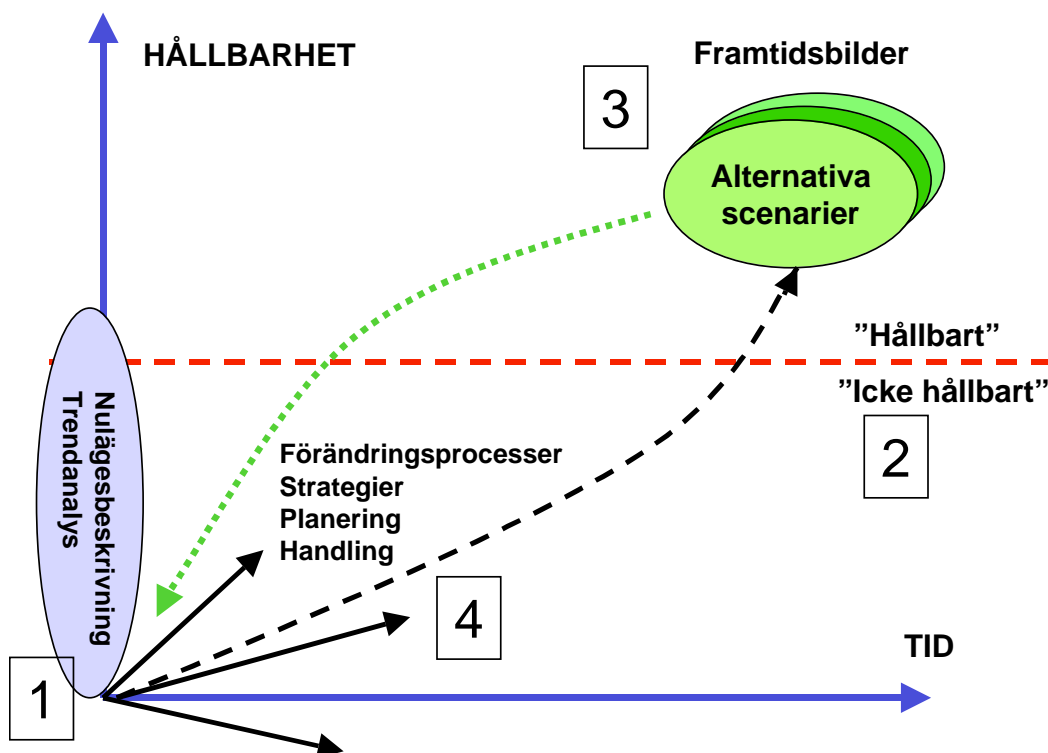 HÅLLBARHET
Framtidsbilder
3
Alternativa
scenarier
”Hållbart”
”Icke hållbart”
2
Nulägesbeskrivning
Trendanalys
Förändringsprocesser
Strategier
Planering
Handling
4
TID
1